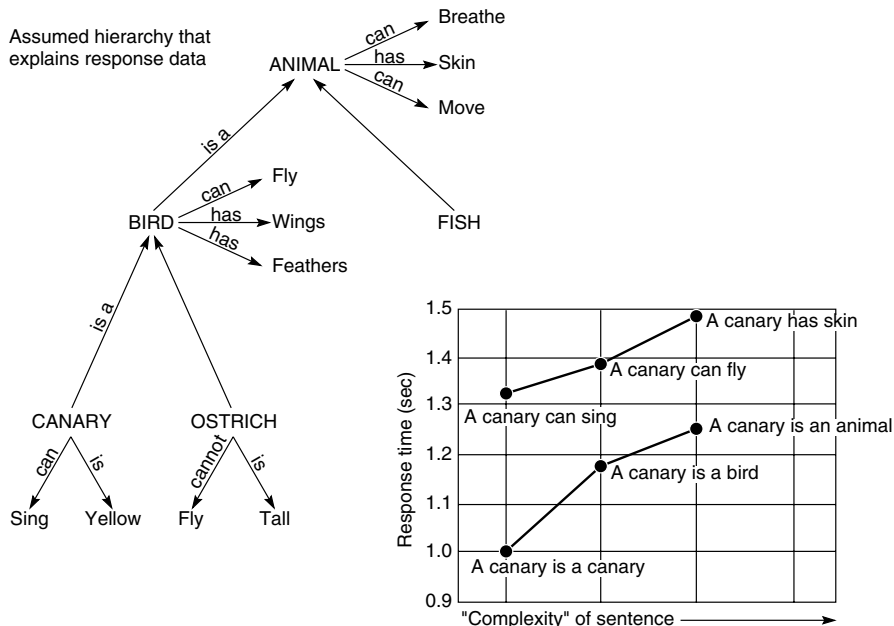 Assumed hierarchy that
explains response data
ANIMAL
can
Breathe
has
Skin
can
Move
is a
BIRD
can
Fly
has
Wings
has
Feathers
FISH
is a
CANARY
can
Sing
is
Yellow
OSTRICH
cannot
Fly
is
Tall
Response time (sec)
1.5
1.4
1.3
1.2
1.1
1.0
0.9
A canary has skin
A canary can fly
A canary can sing
A canary is an animal
A canary is a bird
A canary is a canary
"Complexity" of sentence